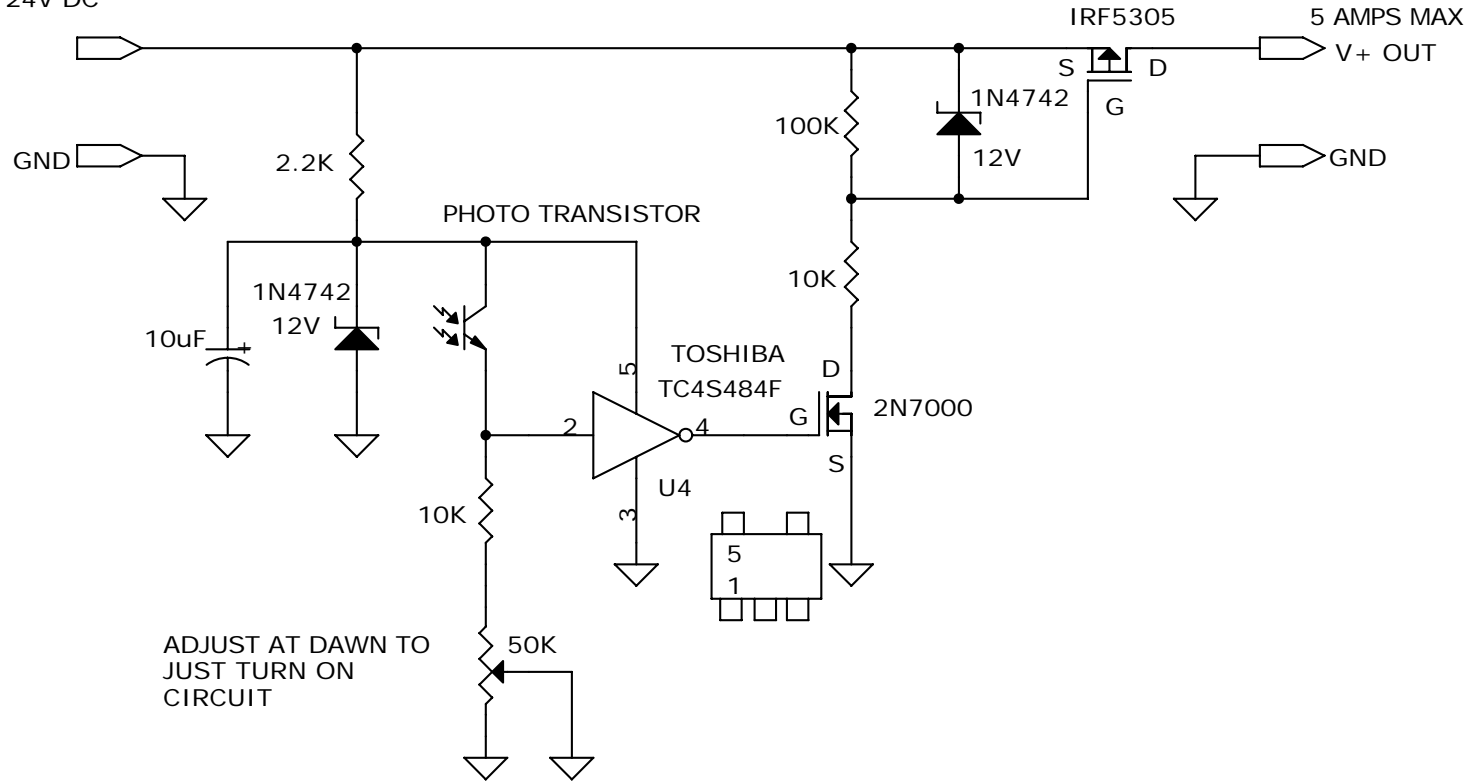 24V DC
IRF5305
5 AMPS MAX
V+ OUT
S
D
G
1N4742
12V
100K
GND
GND
2.2K
PHOTO TRANSISTOR
10K
1N4742
12V
10uF
+
TOSHIBA
TC4S484F
5
2
4
3
U4
D
G
S
2N7000
10K
5
1
50K
ADJUST AT DAWN TO
JUST TURN ON
CIRCUIT